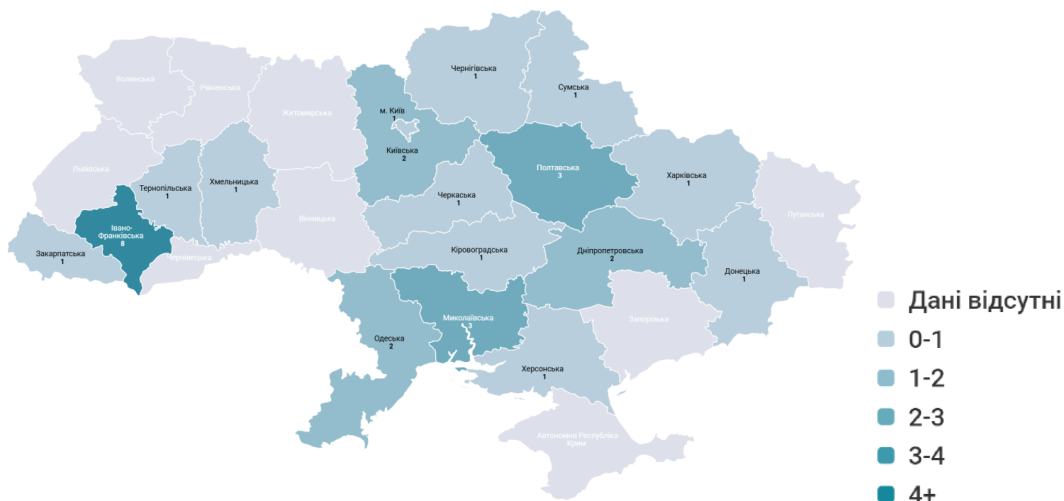 Чернігівська
1
Сумська
1
Волинська
Рівненська
Житомирська
м. Київ
1
Київська
2
Львівська
Тернопільська
1
Хмельницька
1
Полтавська
3
Харківська
1
Черкаська
1
Вінницька
Луганська
Івано-
Франківська
8
Закарпатська
1
Чернівецька
Кіровоградська
1
Дніпропетровська
2
Донецька
1
Миколаївська
3
Запорізька
Одеська
2
Херсонська
1
Автономна Республіка
Крим
Дані відсутні
0-1
1-2
2-3
3-4
4+